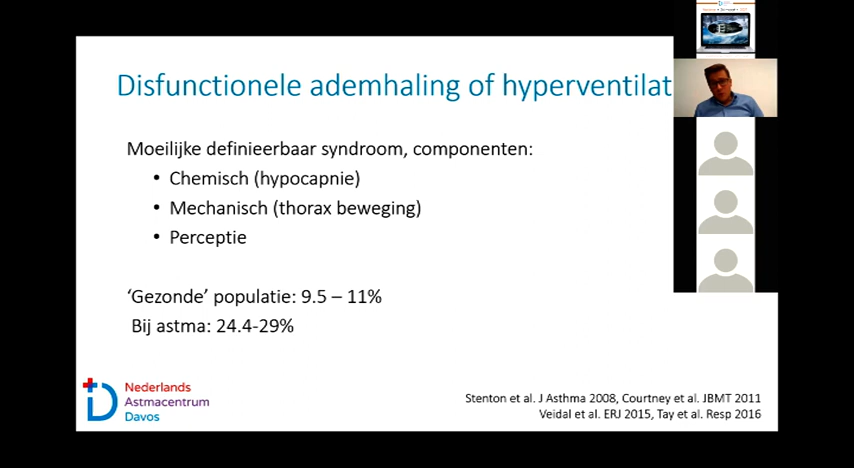 Disfunctionele ademhaling of hyperventilat
Moeilijke definieerbaar syndroom, componenten:
• Chemisch (hypocapnie)
• Mechanisch (thorax beweging)
• Perceptie
‘Gezonde’ populatie: 9.5 – 11%
Bij astma: 24.4-29%
Nederlands
Astmacentrum
Davos
Stenton et al. J Asthma 2008, Courtney et al. JBMT 2011
Veidal et al. ERJ 2015, Tay et al. Resp 2016